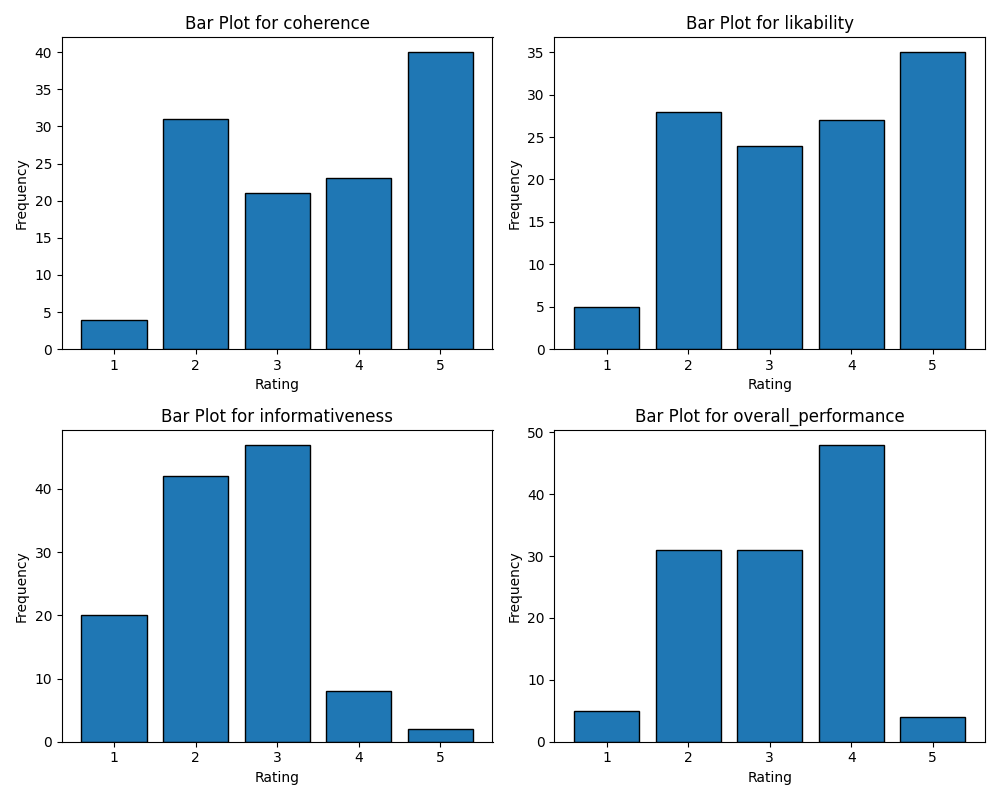 Bar Plot for coherence
40
35
30
25
20
15
10
5
0
Frequency
1 2 3 4 5
Rating
Bar Plot for likability
35
30
25
20
15
10
5
0
Frequency
1 2 3 4 5
Rating
Bar Plot for informativeness
40
30
20
10
0
Frequency
1 2 3 4 5
Rating
Bar Plot for overall_performance
50
40
30
20
10
0
Frequency
1 2 3 4 5
Rating